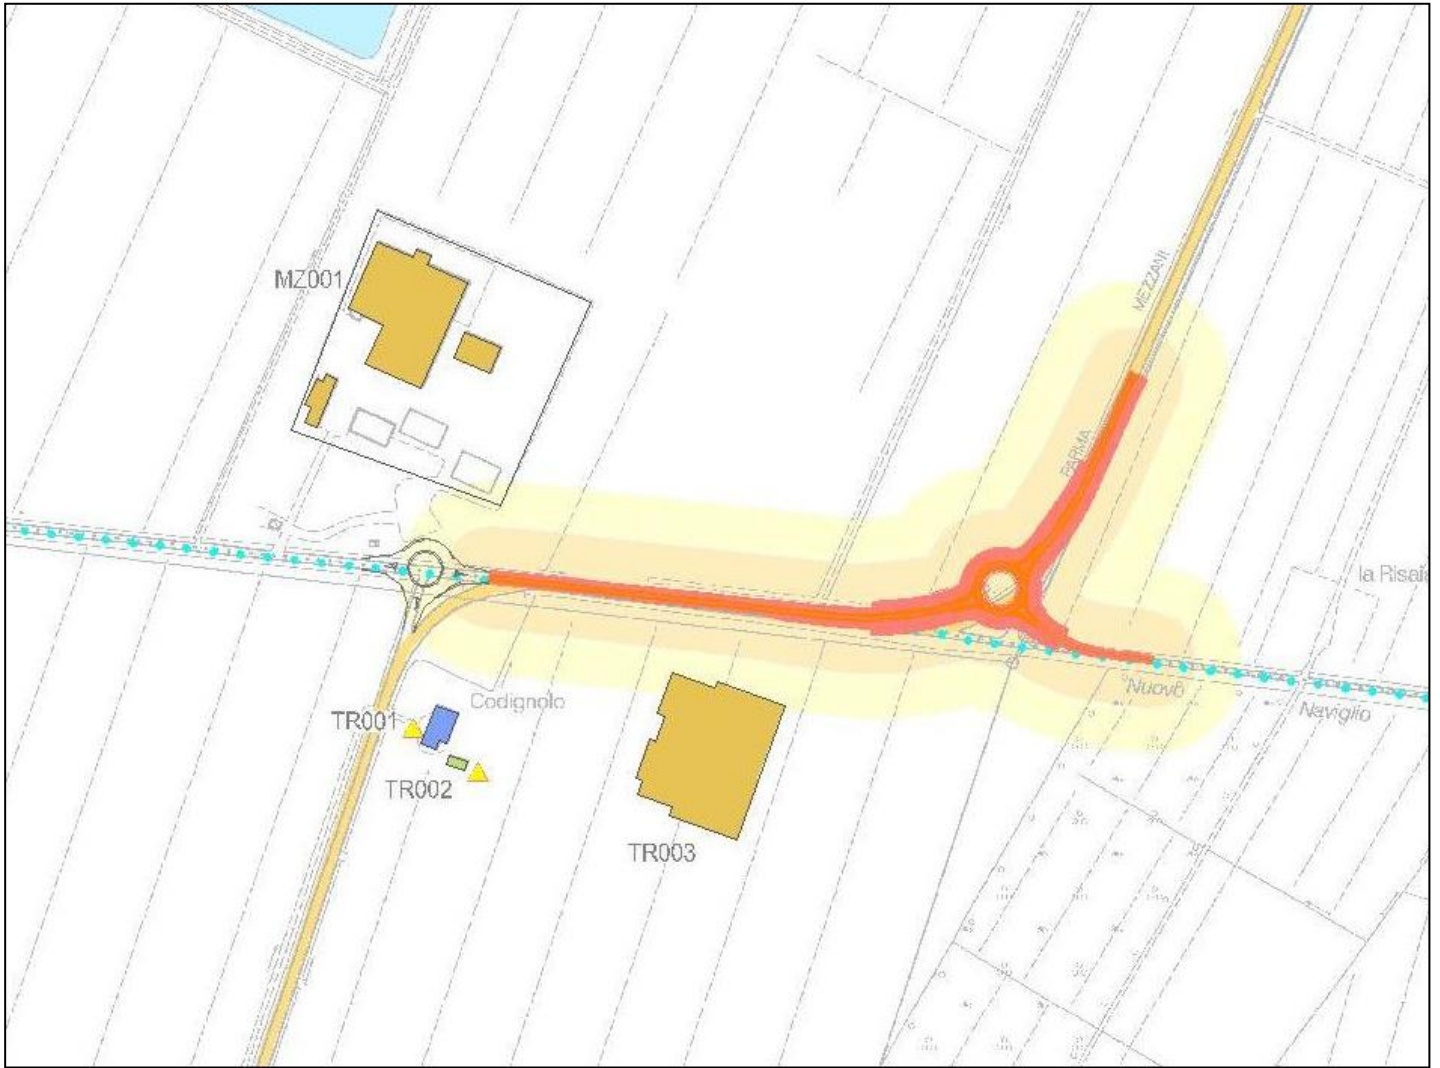 MEZZANI
MZ001
PARMA
la Risaia
Nuovo
Codignolo
Naviglio
TR001
TR002
TR003